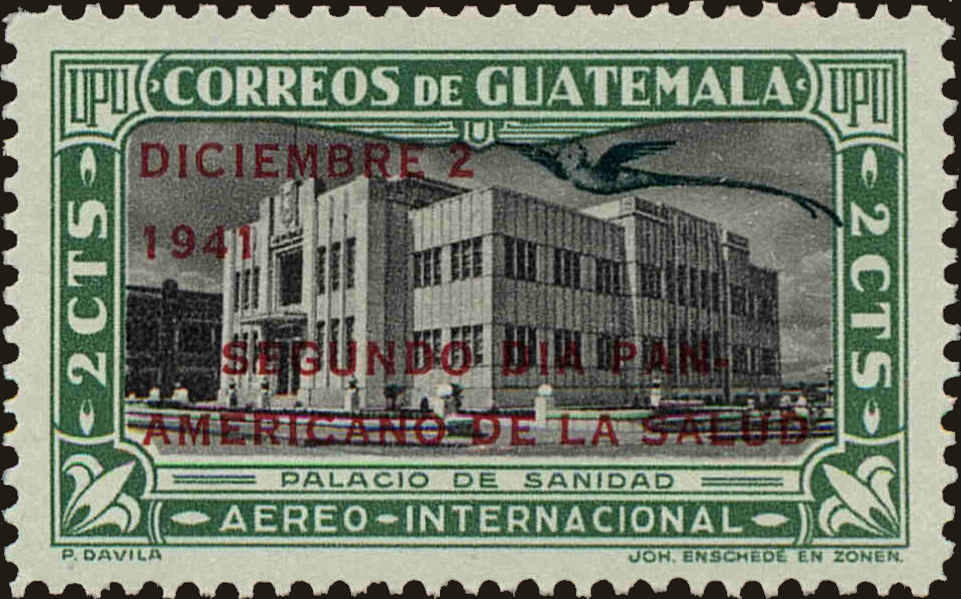 UPU CORREOS DE GUATEMALA UPU
DICIEMBRE 2
1941
2 CTS
2 CTS
SEGUNDO DIA PAN-
AMERICANO DE LA SALUD
PALACIO DE SANIDAD
AEREO-INTERNACIONAL
P. DAVILA
JOH. ENSCHEDÉ EN ZONEN.